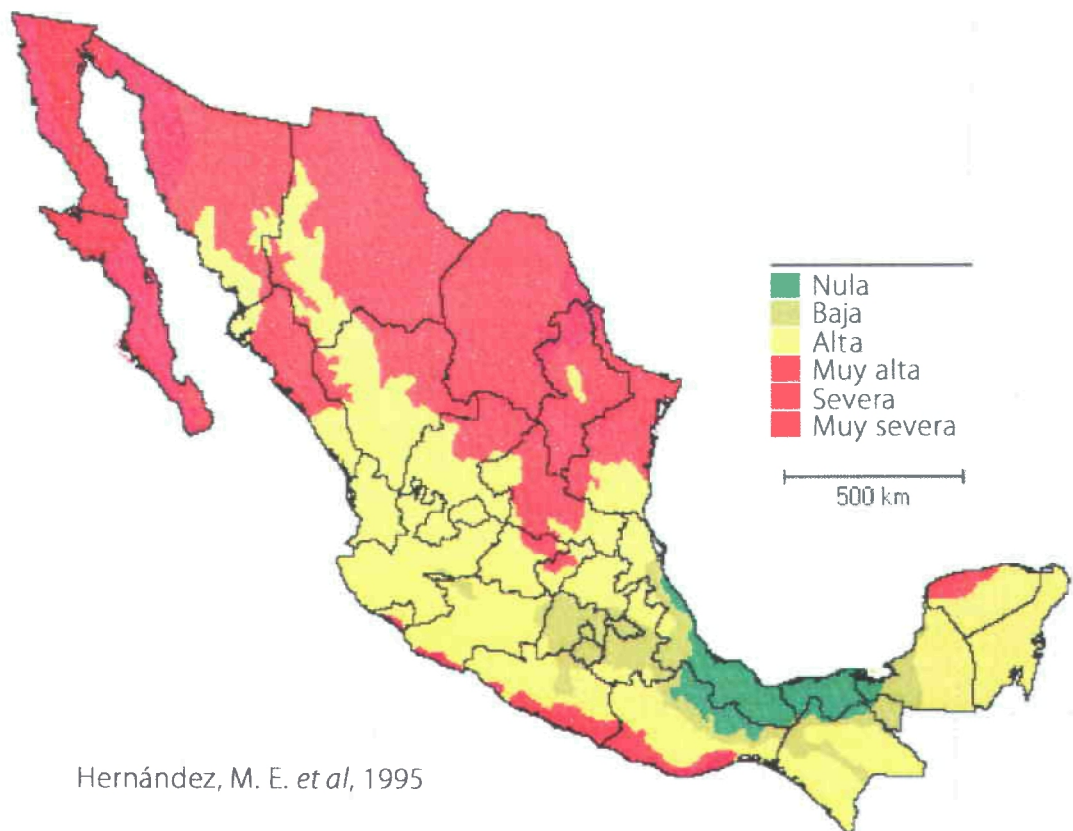 Nula
Baja
Alta
Muy alta
Severa
Muy severa
500 km
Hernández, M. E. et al, 1995